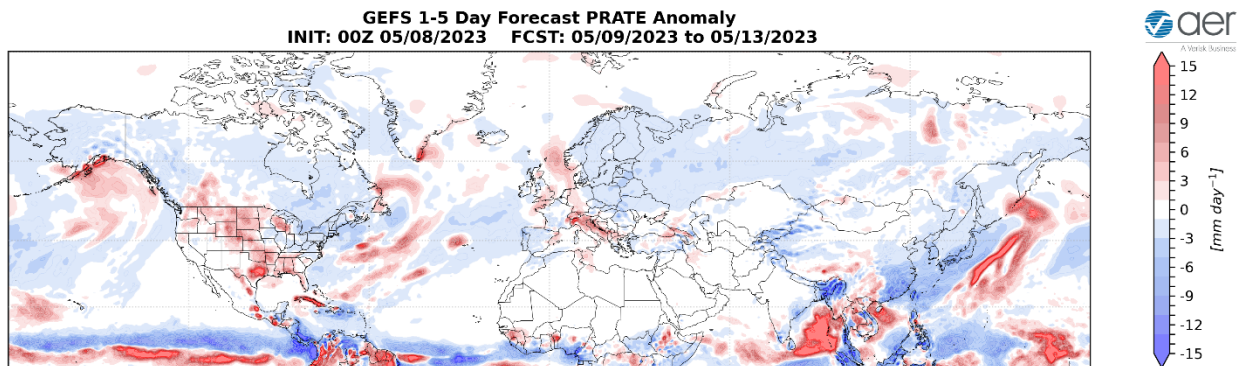 GEFS 1-5 Day Forecast PRATE Anomaly
INIT: 00Z 05/08/2023 FCST: 05/09/2023 to 05/13/2023
aer
A Verisk Business
15
12
9
6
3
0
-3
-6
-9
-12
-15
[mm day⁻¹]